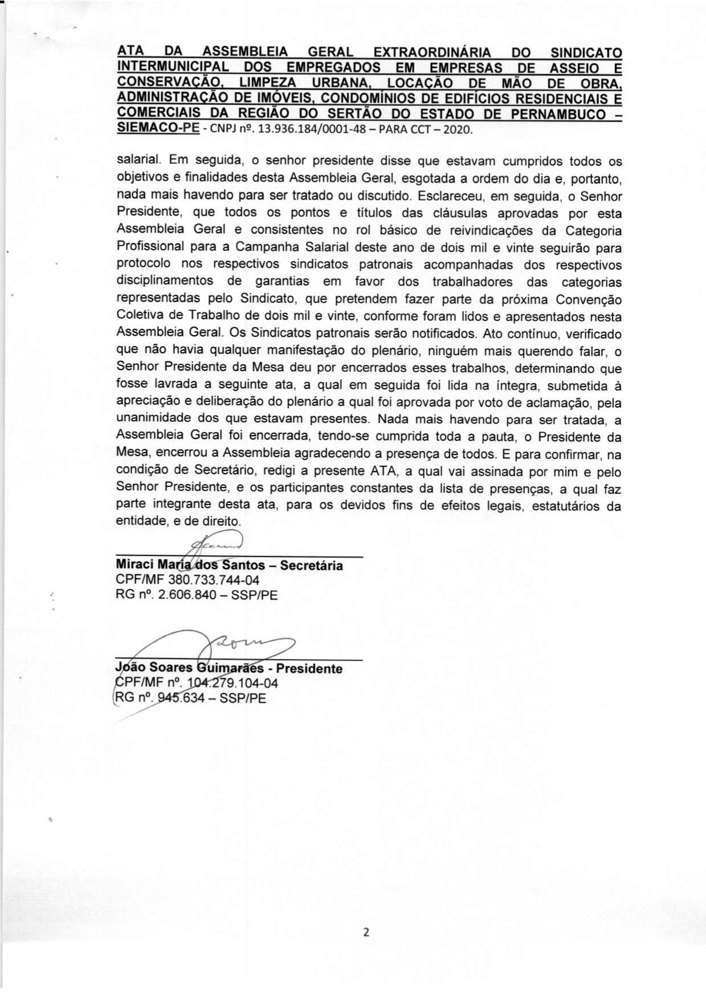 ATA DA ASSEMBLEIA GERAL EXTRAORDINÁRIA DO SINDICATO
INTERMUNICIPAL DOS EMPREGADOS EM EMPRESAS DE ASSEIO E
CONSERVAÇÃO, LIMPEZA URBANA, LOCAÇÃO DE MÃO DE OBRA,
ADMINISTRAÇÃO DE IMÓVEIS, CONDOMÍNIOS DE EDIFÍCIOS RESIDENCIAIS E
COMERCIAIS DA REGIÃO DO SERTÃO DO ESTADO DE PERNAMBUCO –
SIEMACO-PE - CNPJ nº. 13.936.184/0001-48 – PARA CCT – 2020.
salarial. Em seguida, o senhor presidente disse que estavam cumpridos todos os
objetivos e finalidades desta Assembleia Geral, esgotada a ordem do dia e, portanto,
nada mais havendo para ser tratado ou discutido. Esclareceu, em seguida, o Senhor
Presidente, que todos os pontos e títulos das cláusulas aprovadas por esta
Assembleia Geral e consistentes no rol básico de reivindicações da Categoria
Profissional para a Campanha Salarial deste ano de dois mil e vinte seguirão para
protocolo nos respectivos sindicatos patronais acompanhadas dos respectivos
disciplinamentos de garantias em favor dos trabalhadores das categorias
representadas pelo Sindicato, que pretendem fazer parte da próxima Convenção
Coletiva de Trabalho de dois mil e vinte, conforme foram lidos e apresentados nesta
Assembleia Geral. Os Sindicatos patronais serão notificados. Ato contínuo, verificado
que não havia qualquer manifestação do plenário, ninguém mais querendo falar, o
Senhor Presidente da Mesa deu por encerrados esses trabalhos, determinando que
fosse lavrada a seguinte ata, a qual em seguida foi lida na íntegra, submetida à
apreciação e deliberação do plenário a qual foi aprovada por voto de aclamação, pela
unanimidade dos que estavam presentes. Nada mais havendo para ser tratada, a
Assembleia Geral foi encerrada, tendo-se cumprida toda a pauta, o Presidente da
Mesa, encerrou a Assembleia agradecendo a presença de todos. E para confirmar, na
condição de Secretário, redigi a presente ATA, a qual vai assinada por mim e pelo
Senhor Presidente, e os participantes constantes da lista de presenças, a qual faz
parte integrante desta ata, para os devidos fins de efeitos legais, estatutários da
entidade, e de direito.
Miraci Maria dos Santos – Secretária
CPF/MF 380.733.744-04
RG nº. 2.606.840 – SSP/PE
João Soares Guimarães - Presidente
CPF/MF nº. 104.279.104-04
RG nº. 945.634 – SSP/PE
2